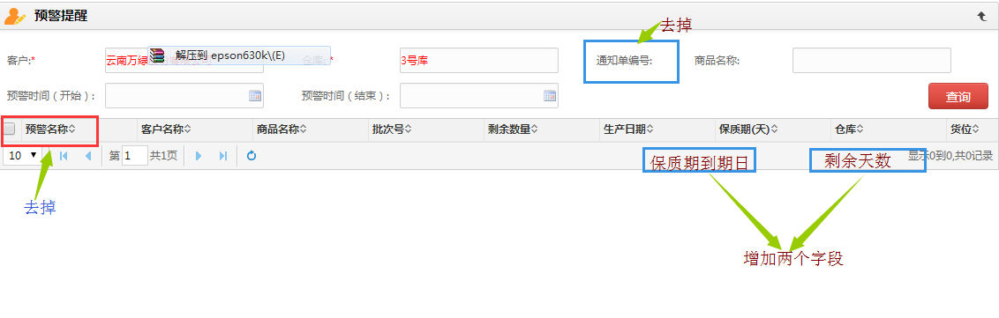 预警提醒
去掉
客户:*
云南万绿
解压到 epson630k\(E)
仓库: *
3号库
通知单编号:
商品名称:
预警时间（开始）:
预警时间（结束）:
查询
预警名称 客户名称 商品名称 批次号 剩余数量 生产日期 保质期(天) 仓库 货位
10 第 1 共1页 显示0到0,共0记录
保质期到期日 剩余天数
去掉
增加两个字段